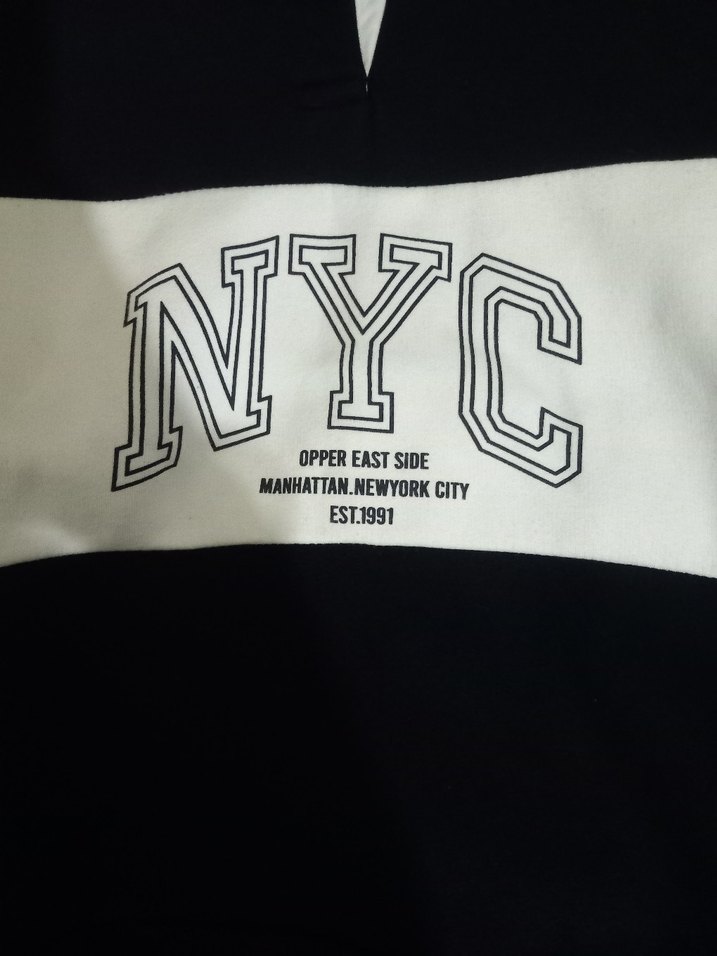 NYC
OPPER EAST SIDE
MANHATTAN.NEWYORK CITY
EST.1991